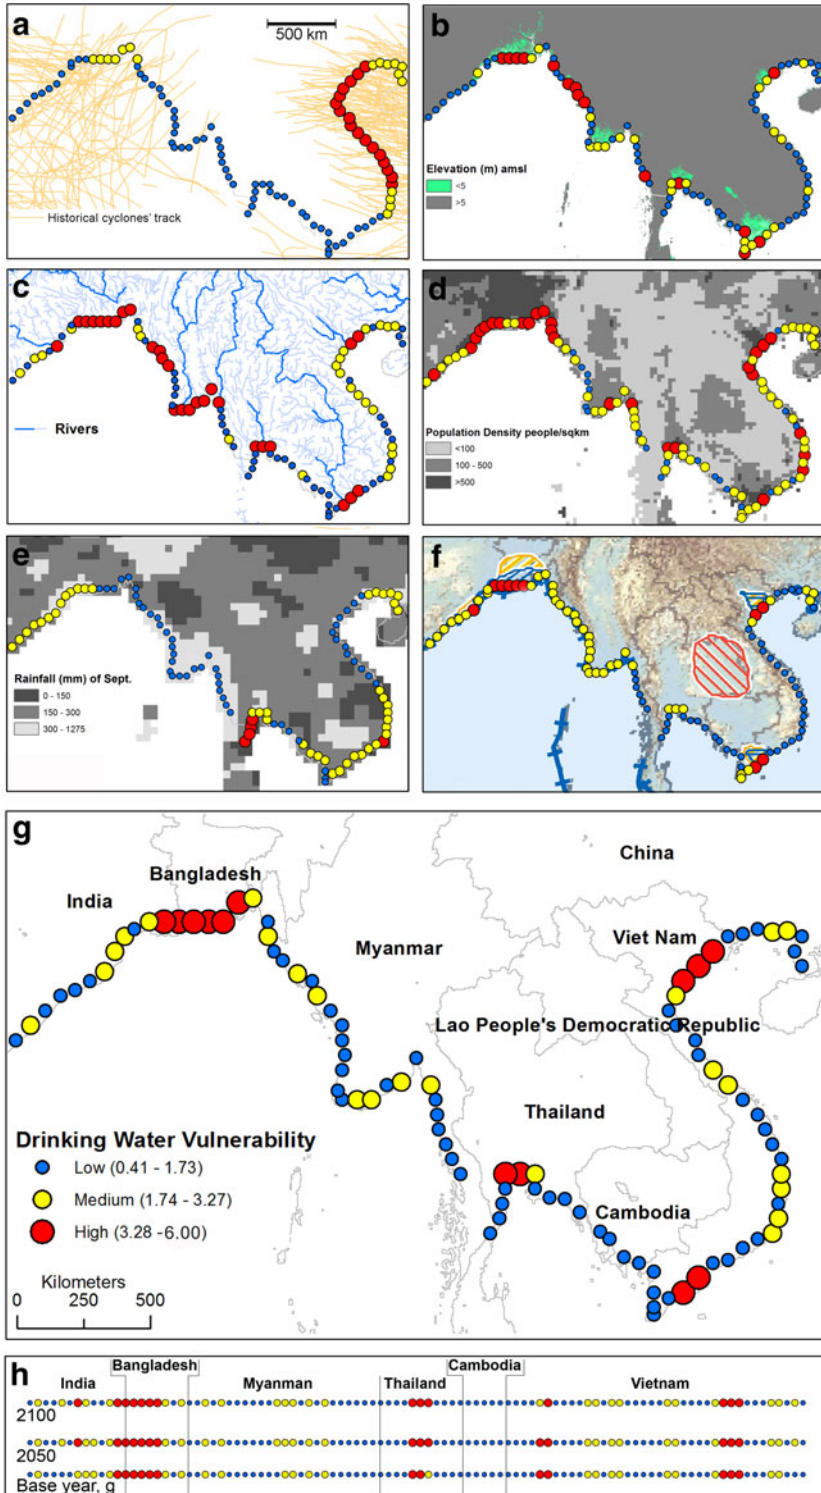 a
500 km
Historical cyclones' track
b
Elevation (m) amsl
<5
>5
c
Rivers
d
Population Density people/sqkm
<100
100 - 500
>500
e
Rainfall (mm) of Sept.
0 - 150
150 - 300
300 - 1275
f
g
China
Bangladesh
India
Viet Nam
Myanmar
Lao People's Democratic Republic
Thailand
Cambodia
Drinking Water Vulnerability
Low (0.41 - 1.73)
Medium (1.74 - 3.27)
High (3.28 -6.00)
Kilometers
0 250 500
h
Bangladesh Cambodia
India Myanman Thailand Vietnam
2100
2050
Base year, g